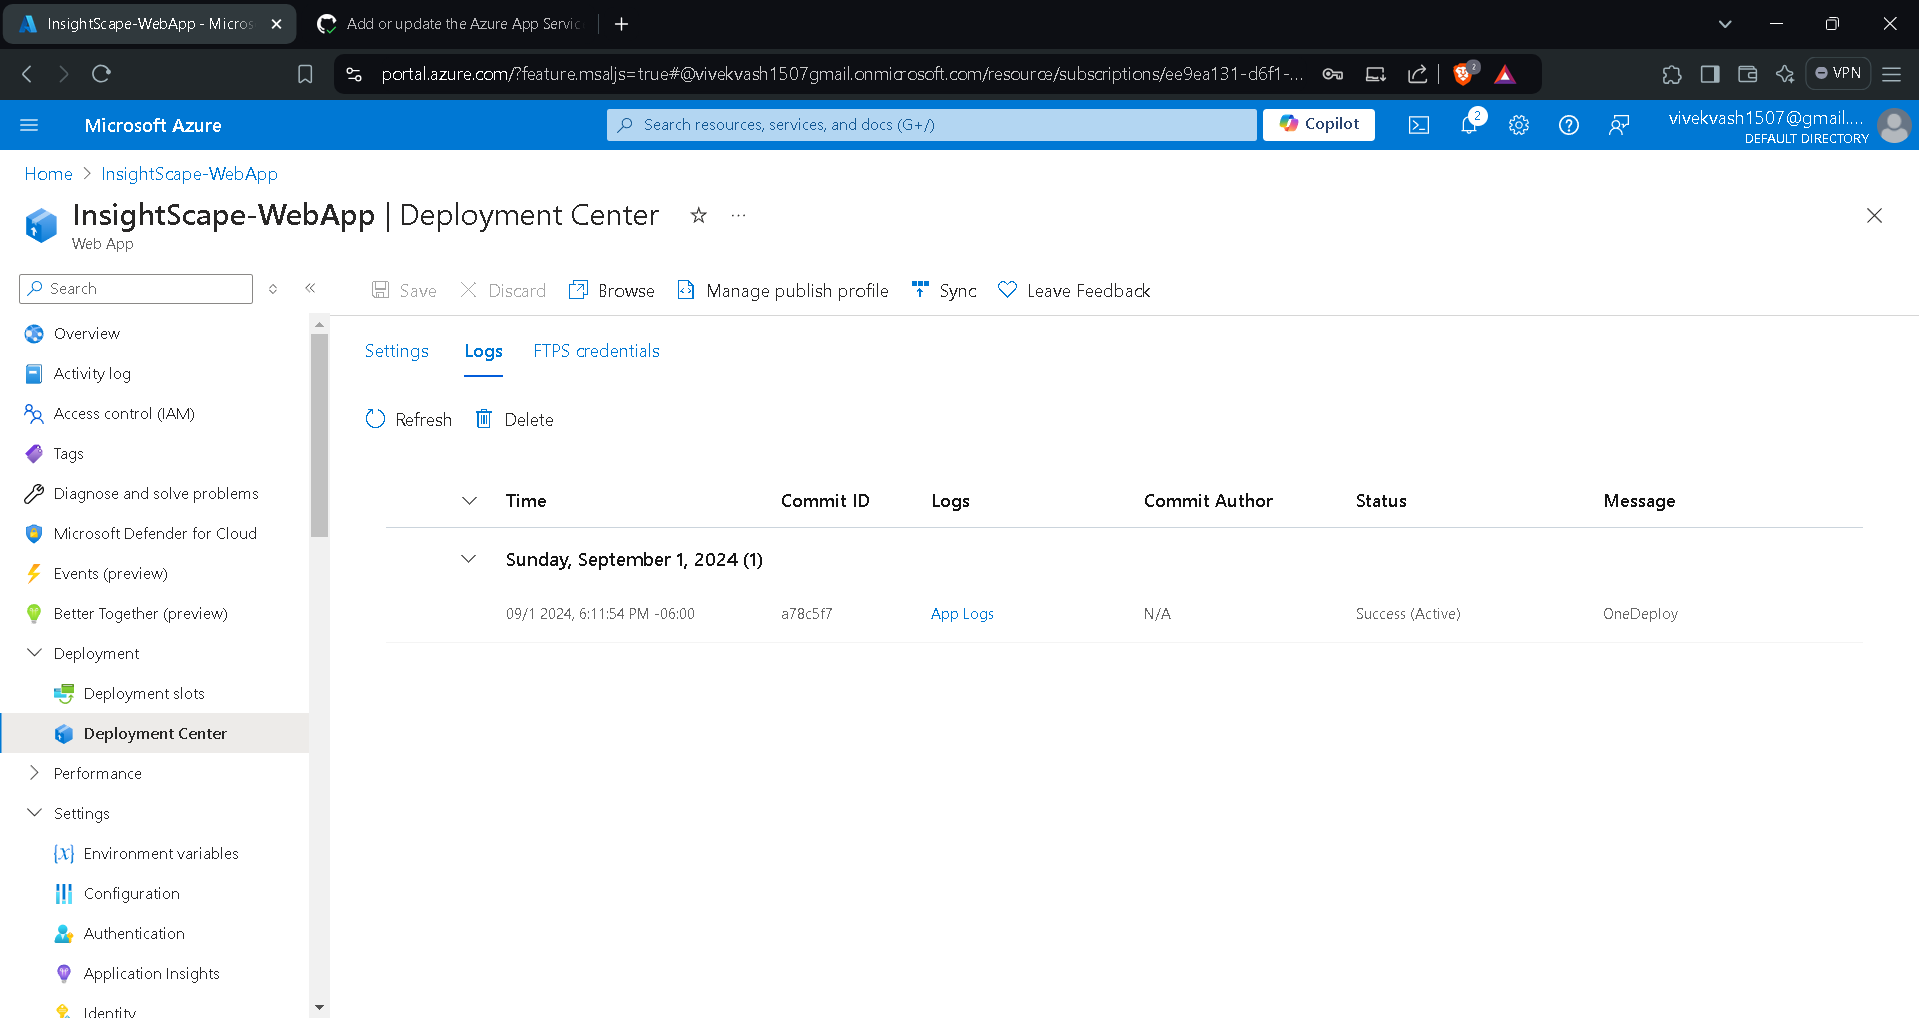 InsightScape-WebApp - Micros
Add or update the Azure App Servic
portal.azure.com/?feature.msaljs=true#@vivekvash1507gmail.onmicrosoft.com/resource/subscriptions/ee9ea131-d6f1-...
2
VPN
Microsoft Azure
Search resources, services, and docs (G+/)
Copilot
2
vivekvash1507@gmail....
DEFAULT DIRECTORY
Home > InsightScape-WebApp
InsightScape-WebApp | Deployment Center
...
Web App
Search
Save
Discard
Browse
Manage publish profile
Sync
Leave Feedback
Overview
Activity log
Access control (IAM)
Tags
Diagnose and solve problems
Microsoft Defender for Cloud
Events (preview)
Better Together (preview)
Deployment
Deployment slots
Deployment Center
Performance
Settings
Environment variables
Configuration
Authentication
Application Insights
Identity
Settings
Logs
FTPS credentials
Refresh
Delete
Time Commit ID Logs Commit Author Status Message
Sunday, September 1, 2024 (1)
09/1 2024, 6:11:54 PM -06:00 a78c5f7 App Logs N/A Success (Active) OneDeploy